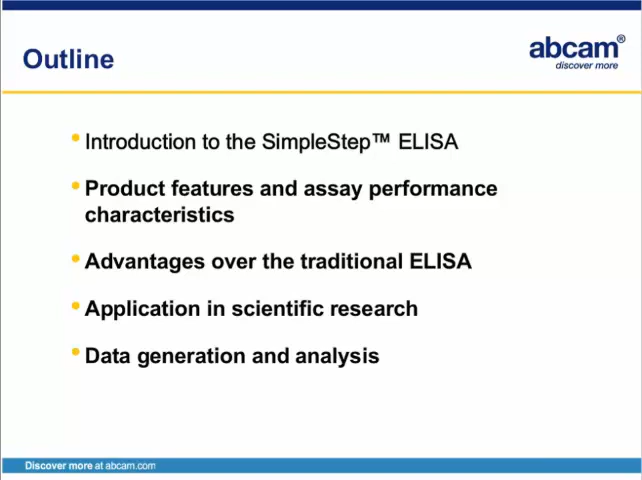 Outline
abcam®
discover more
• Introduction to the SimpleStep™ ELISA
• Product features and assay performance
characteristics
• Advantages over the traditional ELISA
• Application in scientific research
• Data generation and analysis
Discover more at abcam.com